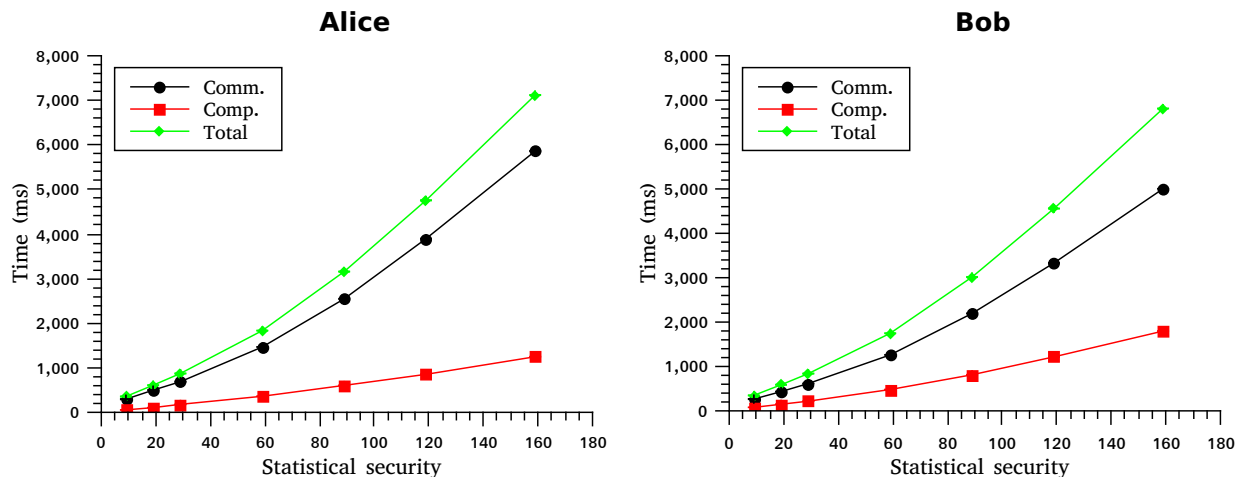 Alice
8,000
7,000
6,000
5,000
4,000
3,000
2,000
1,000
0
Time (ms)
Comm.
Comp.
Total
0 20 40 60 80 100 120 140 160 180
Statistical security
Bob
8,000
7,000
6,000
5,000
4,000
3,000
2,000
1,000
0
Time (ms)
Comm.
Comp.
Total
0 20 40 60 80 100 120 140 160 180
Statistical security